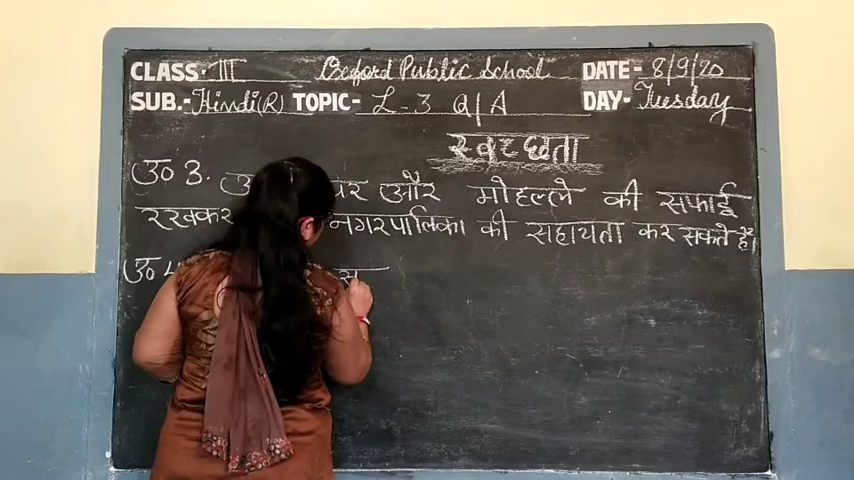 CLASS- III Oxford Public School DATE- 8/9/20
SUB.- Hindi(R) TOPIC- L-3 Q/A DAY- Tuesday
स्वच्छता
उ० 3. और मोहल्ले की सफाई
रखकर नगरपालिका की सहायता कर सकते हैं।
उ० 4 स